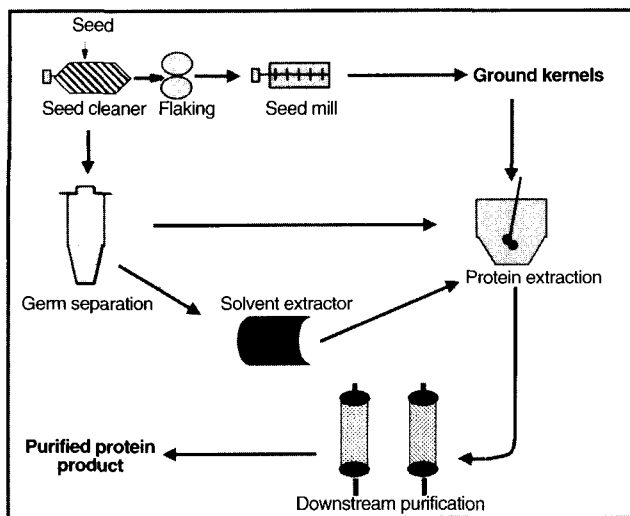 Seed
Seed cleaner
Flaking
Seed mill
Ground kernels
Germ separation
Solvent extractor
Protein extraction
Purified protein
product
Downstream purification